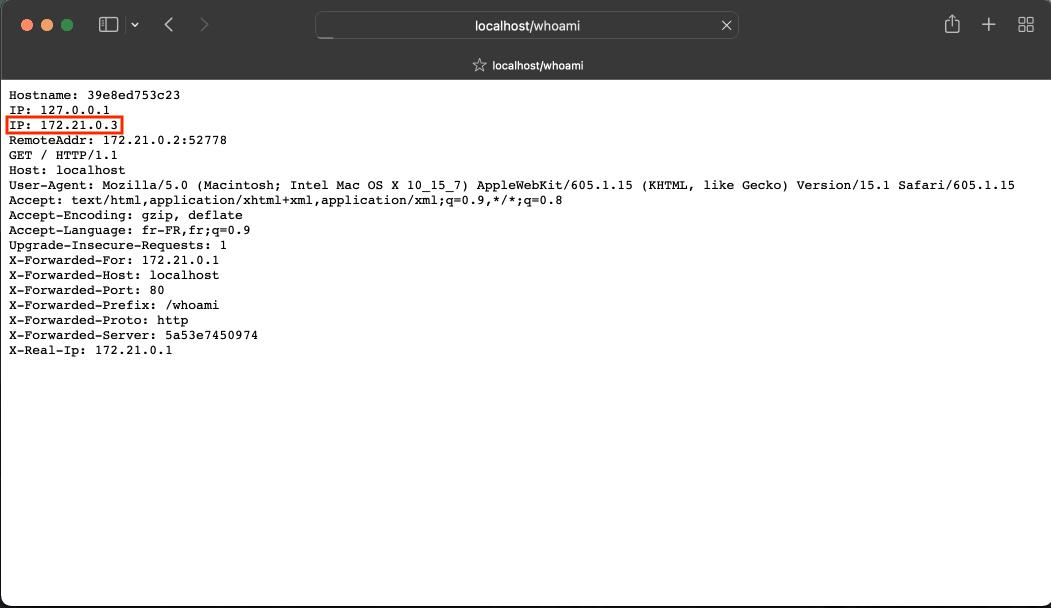 localhost/whoami
localhost/whoami
Hostname: 39e8ed753c23
IP: 127.0.0.1
IP: 172.21.0.3
RemoteAddr: 172.21.0.2:52778
GET / HTTP/1.1
Host: localhost
User-Agent: Mozilla/5.0 (Macintosh; Intel Mac OS X 10_15_7) AppleWebKit/605.1.15 (KHTML, like Gecko) Version/15.1 Safari/605.1.15
Accept: text/html,application/xhtml+xml,application/xml;q=0.9,*/*;q=0.8
Accept-Encoding: gzip, deflate
Accept-Language: fr-FR,fr;q=0.9
Upgrade-Insecure-Requests: 1
X-Forwarded-For: 172.21.0.1
X-Forwarded-Host: localhost
X-Forwarded-Port: 80
X-Forwarded-Prefix: /whoami
X-Forwarded-Proto: http
X-Forwarded-Server: 5a53e7450974
X-Real-Ip: 172.21.0.1